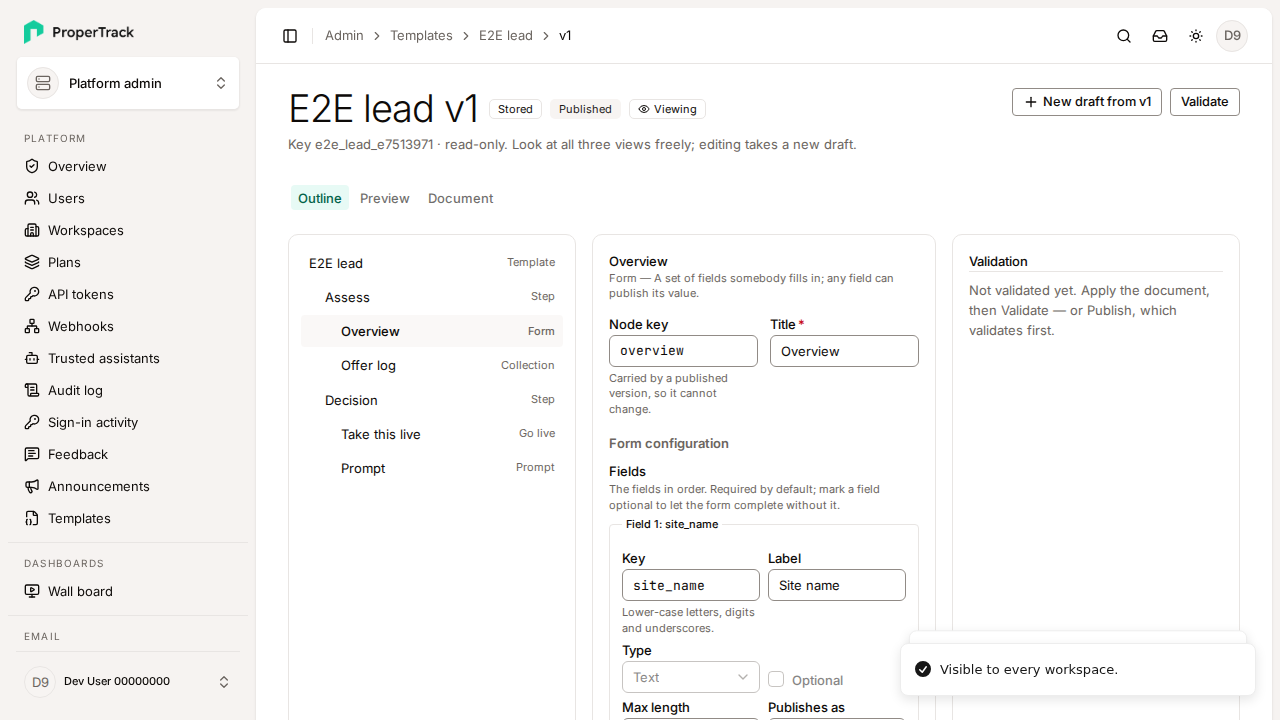 ProperTrack
Platform admin
PLATFORM
Overview
Users
Workspaces
Plans
API tokens
Webhooks
Trusted assistants
Audit log
Sign-in activity
Feedback
Announcements
Templates
DASHBOARDS
Wall board
EMAIL
D9 Dev User 00000000
Admin > Templates > E2E lead > v1
D9
E2E lead v1 Stored Published Viewing
New draft from v1 Validate
Key e2e_lead_e7513971 · read-only. Look at all three views freely; editing takes a new draft.
Outline Preview Document
E2E lead Template
Assess Step
Overview Form
Offer log Collection
Decision Step
Take this live Go live
Prompt Prompt
Overview
Form — A set of fields somebody fills in; any field can
publish its value.
Node key Title *
overview Overview
Carried by a published
version, so it cannot
change.
Form configuration
Fields
The fields in order. Required by default; mark a field
optional to let the form complete without it.
Field 1: site_name
Key Label
site_name Site name
Lower-case letters, digits
and underscores.
Type
Text Optional
Max length Publishes as
Validation
Not validated yet. Apply the document,
then Validate — or Publish, which
validates first.
Visible to every workspace.